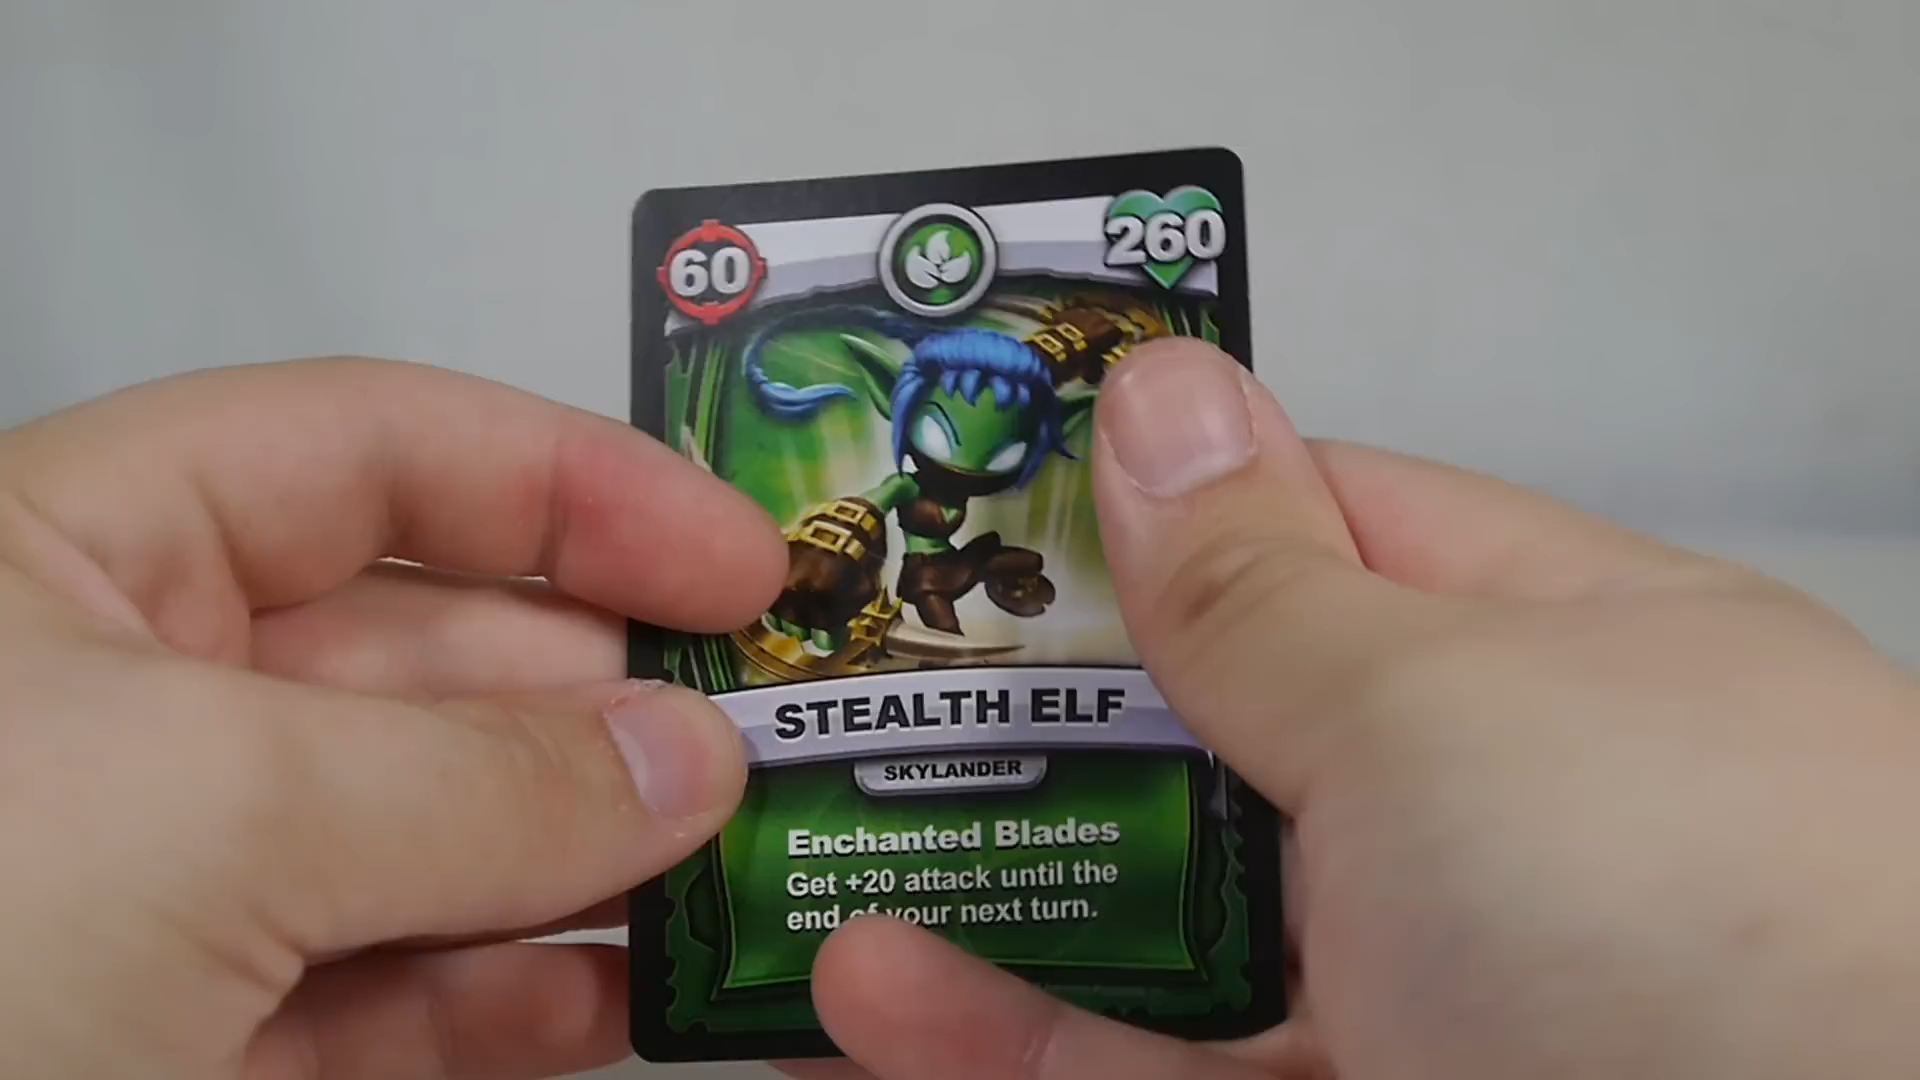 60
260
STEALTH ELF
SKYLANDER
Enchanted Blades
Get +20 attack until the
end of your next turn.